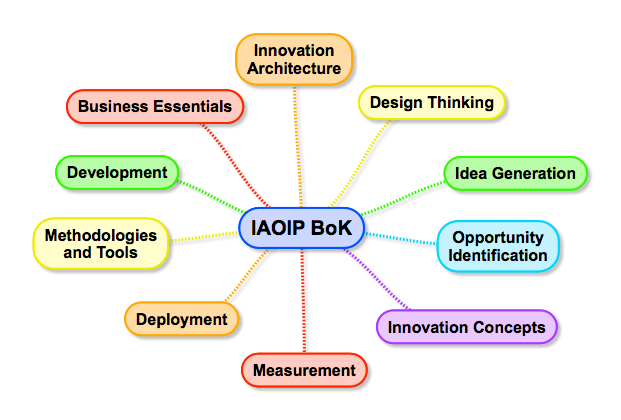 Innovation
Architecture
Business Essentials
Design Thinking
Development
Idea Generation
IAOIP BoK
Methodologies
and Tools
Opportunity
Identification
Deployment
Innovation Concepts
Measurement